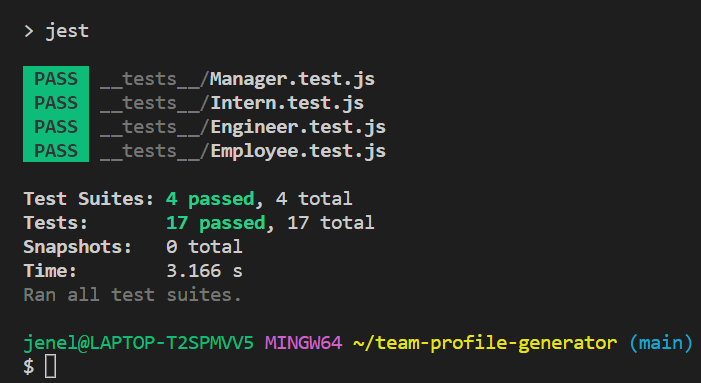 > jest
PASS __tests__/Manager.test.js
PASS __tests__/Intern.test.js
PASS __tests__/Engineer.test.js
PASS __tests__/Employee.test.js
Test Suites: 4 passed, 4 total
Tests: 17 passed, 17 total
Snapshots: 0 total
Time: 3.166 s
Ran all test suites.
jenel@LAPTOP-T2SPMVV5 MINGW64 ~/team-profile-generator (main)
$